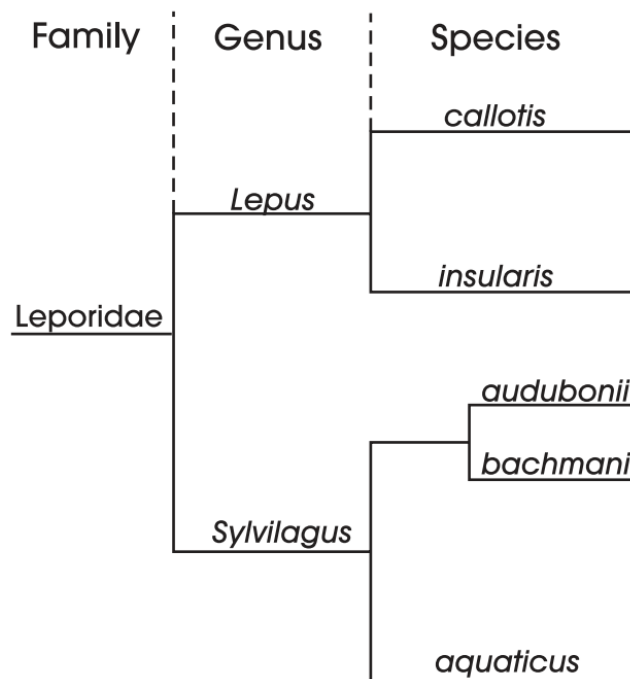 Family Genus Species
callotis
Lepus
insularis
Leporidae
audubonii
bachmani
Sylvilagus
aquaticus